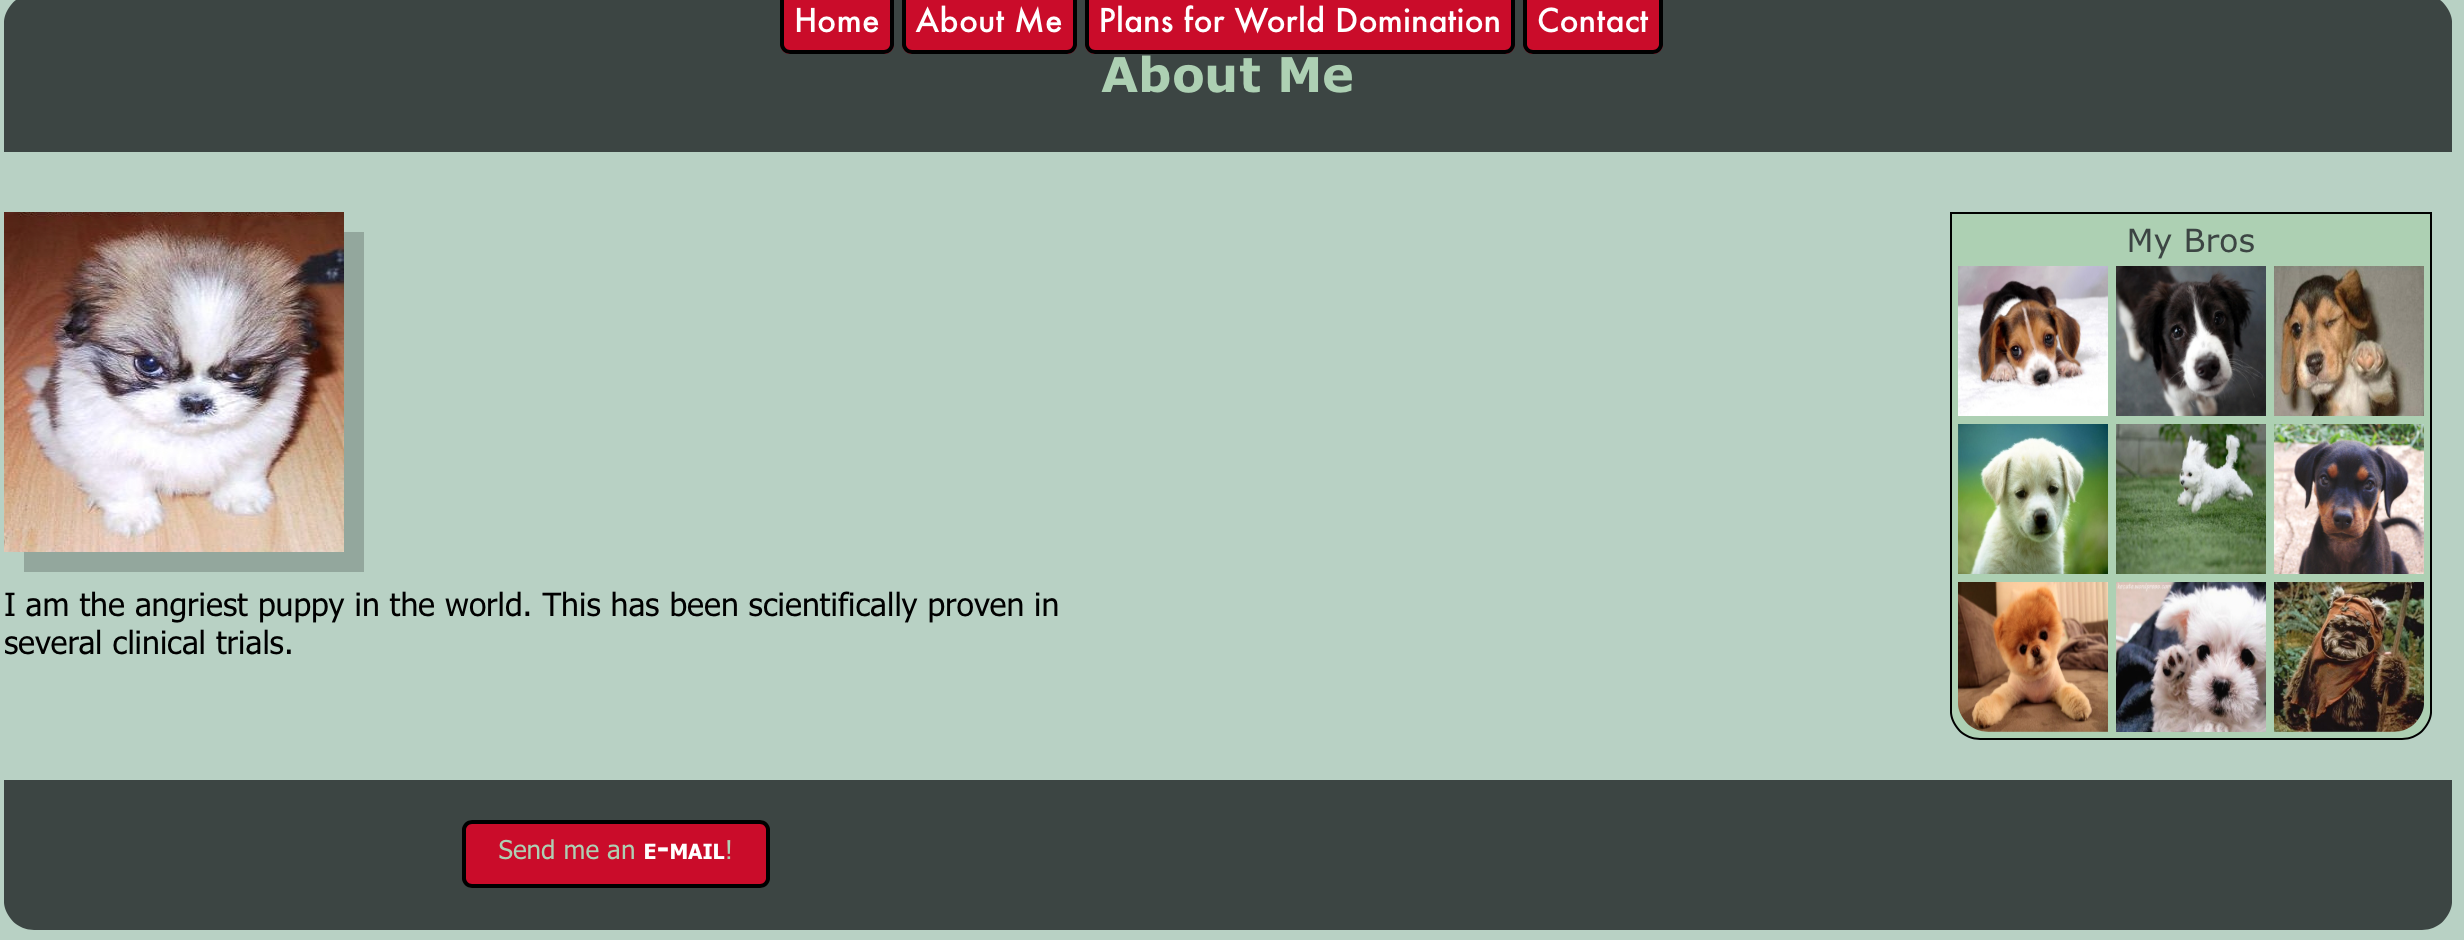 Home About Me Plans for World Domination Contact
About Me
My Bros
I am the angriest puppy in the world. This has been scientifically proven in
several clinical trials.
Send me an E-MAIL!